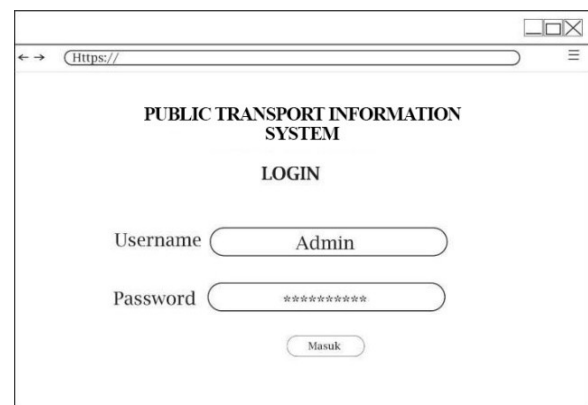 Https://
PUBLIC TRANSPORT INFORMATION
SYSTEM
LOGIN
Username Admin
Password **********
Masuk